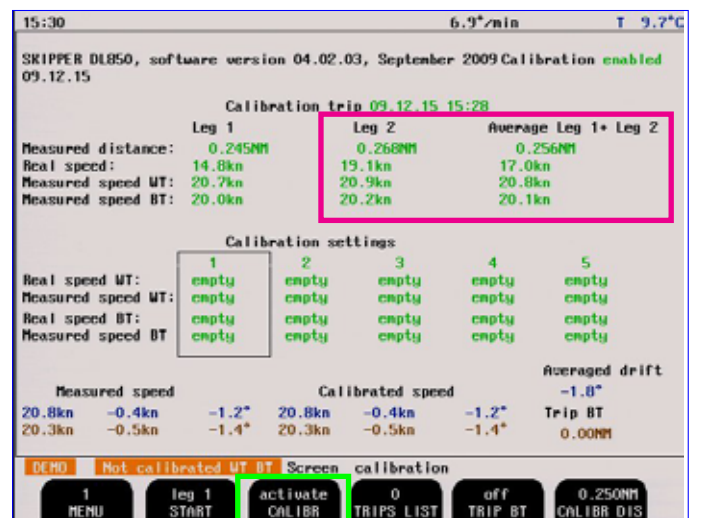 15:30 6.9°/min T 9.7°C
SKIPPER DL850, software version 04.02.03, September 2009 Calibration enabled
09.12.15
Calibration trip 09.12.15 15:28
Leg 1 Leg 2 Average Leg 1+ Leg 2
Measured distance: 0.245NM 0.268NM 0.256NM
Real speed: 14.8kn 19.1kn 17.0kn
Measured speed WT: 20.7kn 20.9kn 20.8kn
Measured speed BT: 20.0kn 20.2kn 20.1kn
Calibration settings
1 2 3 4 5
Real speed WT: empty empty empty empty empty
Measured speed WT: empty empty empty empty empty
Real speed BT: empty empty empty empty empty
Measured speed BT empty empty empty empty empty
Averaged drift
Measured speed Calibrated speed -1.8°
20.8kn -0.4kn -1.2° 20.8kn -0.4kn -1.2° Trip BT
20.3kn -0.5kn -1.4° 20.3kn -0.5kn -1.4° 0.00NM
DEMO Not calibrated WT BT Screen calibration
1 leg 1 activate 0 off 0.250NM
MENU START CALIBR TRIPS LIST TRIP BT CALIBR DIS